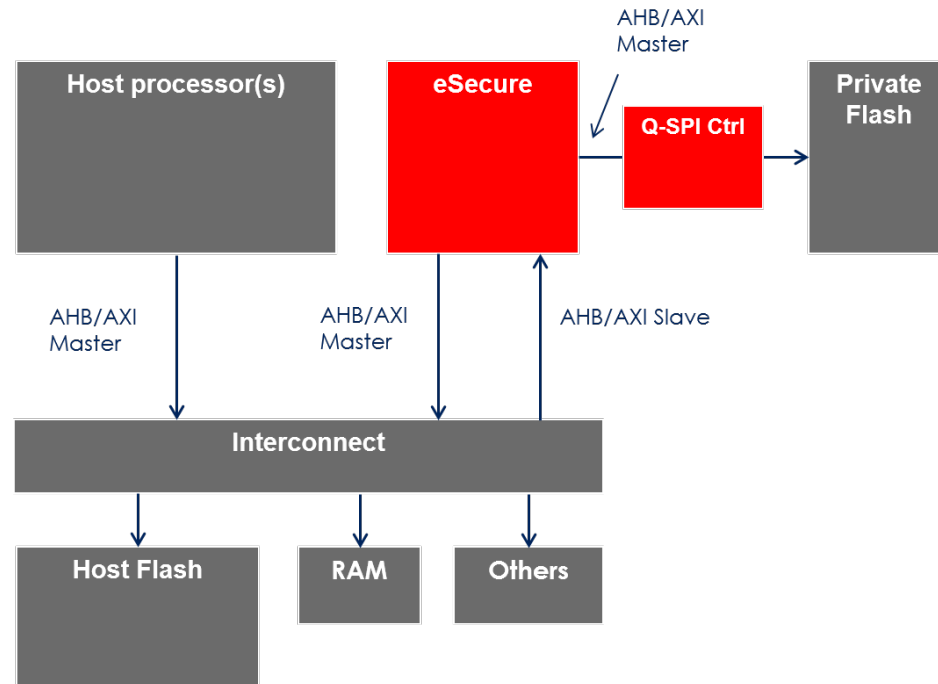 AHB/AXI
Master
Host processor(s)
eSecure
Q-SPI Ctrl
Private
Flash
AHB/AXI
Master
AHB/AXI
Master
AHB/AXI Slave
Interconnect
Host Flash
RAM
Others